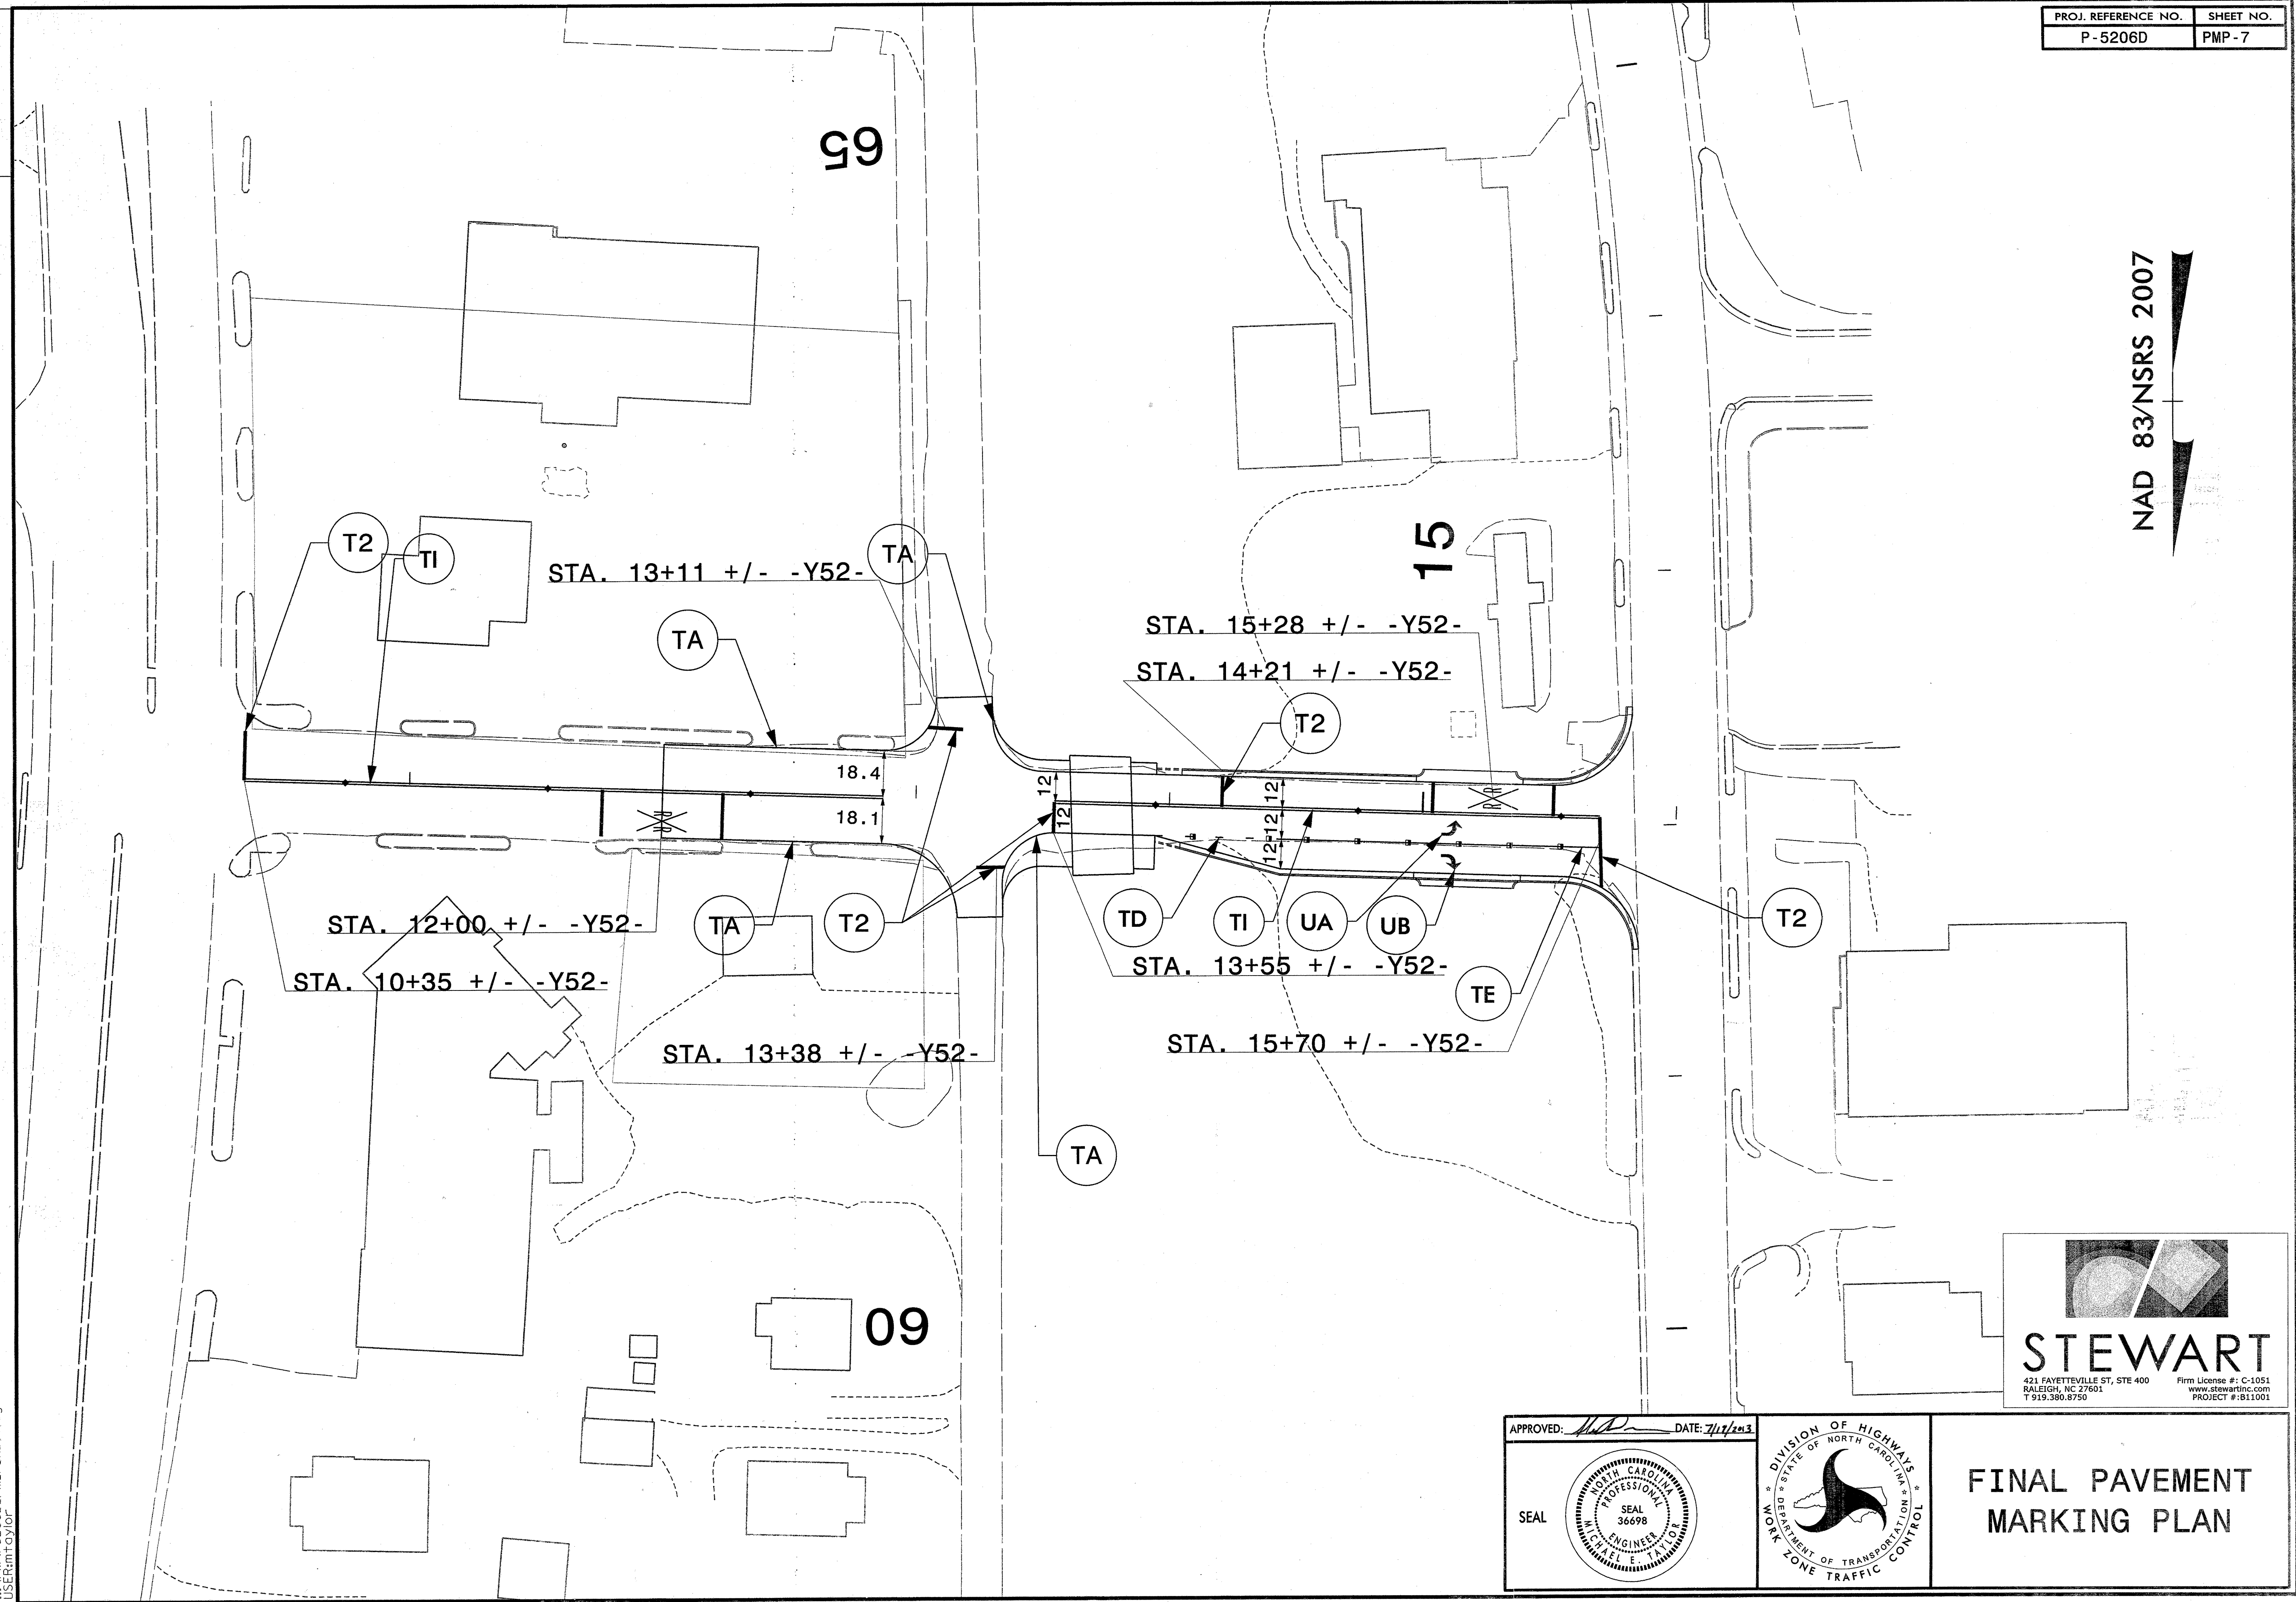 PROJ. REFERENCE NO. SHEET NO.
P-5206D PMP-7
65
NAD 83/NSRS 2007
T2
TI
STA. 13+11 +/- -Y52-
TA
TA
15
STA. 15+28 +/- -Y52-
STA. 14+21 +/- -Y52-
T2
18.4
18.1
12
12
12
12
12
RR
RR
STA. 12+00 +/- -Y52-
TA
T2
TD
TI
UA
UB
T2
STA. 10+35 +/- -Y52-
STA. 13+55 +/- -Y52-
TE
STA. 13+38 +/- -Y52-
STA. 15+70 +/- -Y52-
TA
60
STEWART
421 FAYETTEVILLE ST, STE 400 Firm License #: C-1051
RALEIGH, NC 27601 www.stewartinc.com
T 919.380.8750 PROJECT #:B11001
APPROVED: DATE: 7/17/2013
SEAL
NORTH CAROLINA
PROFESSIONAL
SEAL
36698
ENGINEER
MICHAEL E. TAYLOR
DIVISION OF HIGHWAYS
STATE OF NORTH CAROLINA
DEPARTMENT OF TRANSPORTATION
WORK ZONE TRAFFIC CONTROL
FINAL PAVEMENT
MARKING PLAN
USER:mtaylor